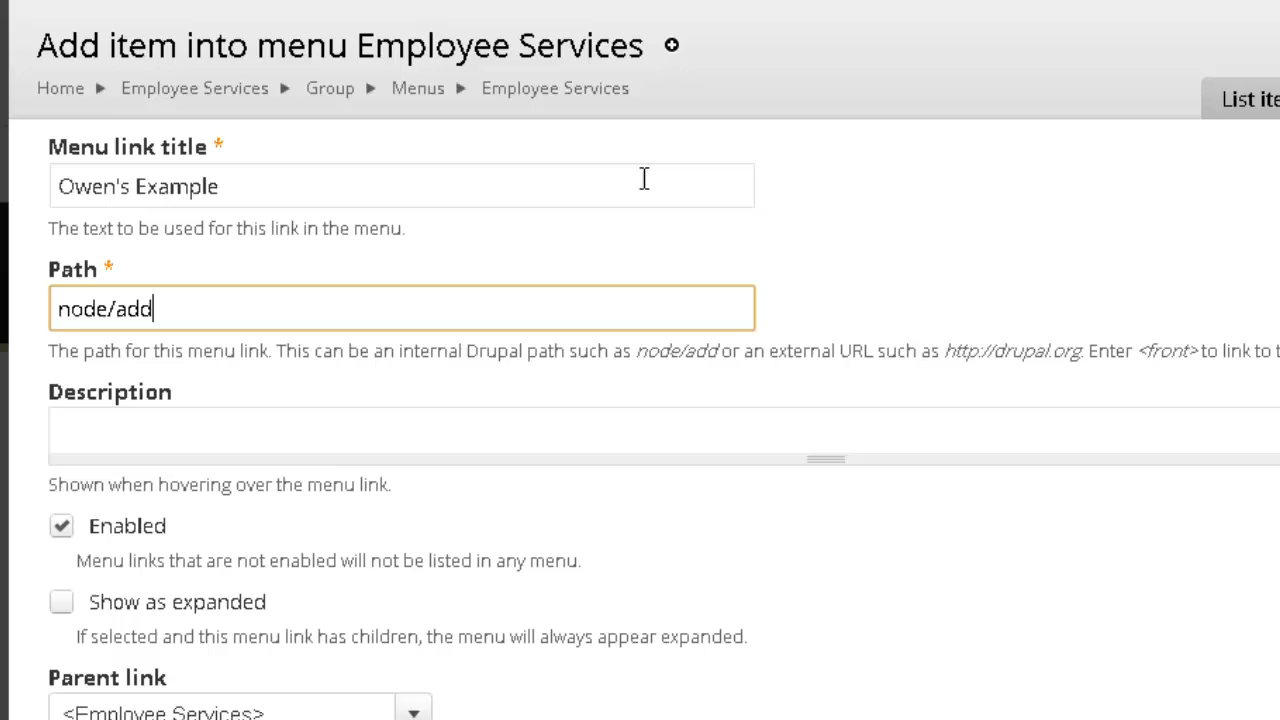 Add item into menu Employee Services
Home Employee Services Group Menus Employee Services
List ite
Menu link title *
Owen's Example
The text to be used for this link in the menu.
Path *
node/add
The path for this menu link. This can be an internal Drupal path such as node/add or an external URL such as http://drupal.org. Enter <front> to link to t
Description
Shown when hovering over the menu link.
Enabled
Menu links that are not enabled will not be listed in any menu.
Show as expanded
If selected and this menu link has children, the menu will always appear expanded.
Parent link
<Employee Services>